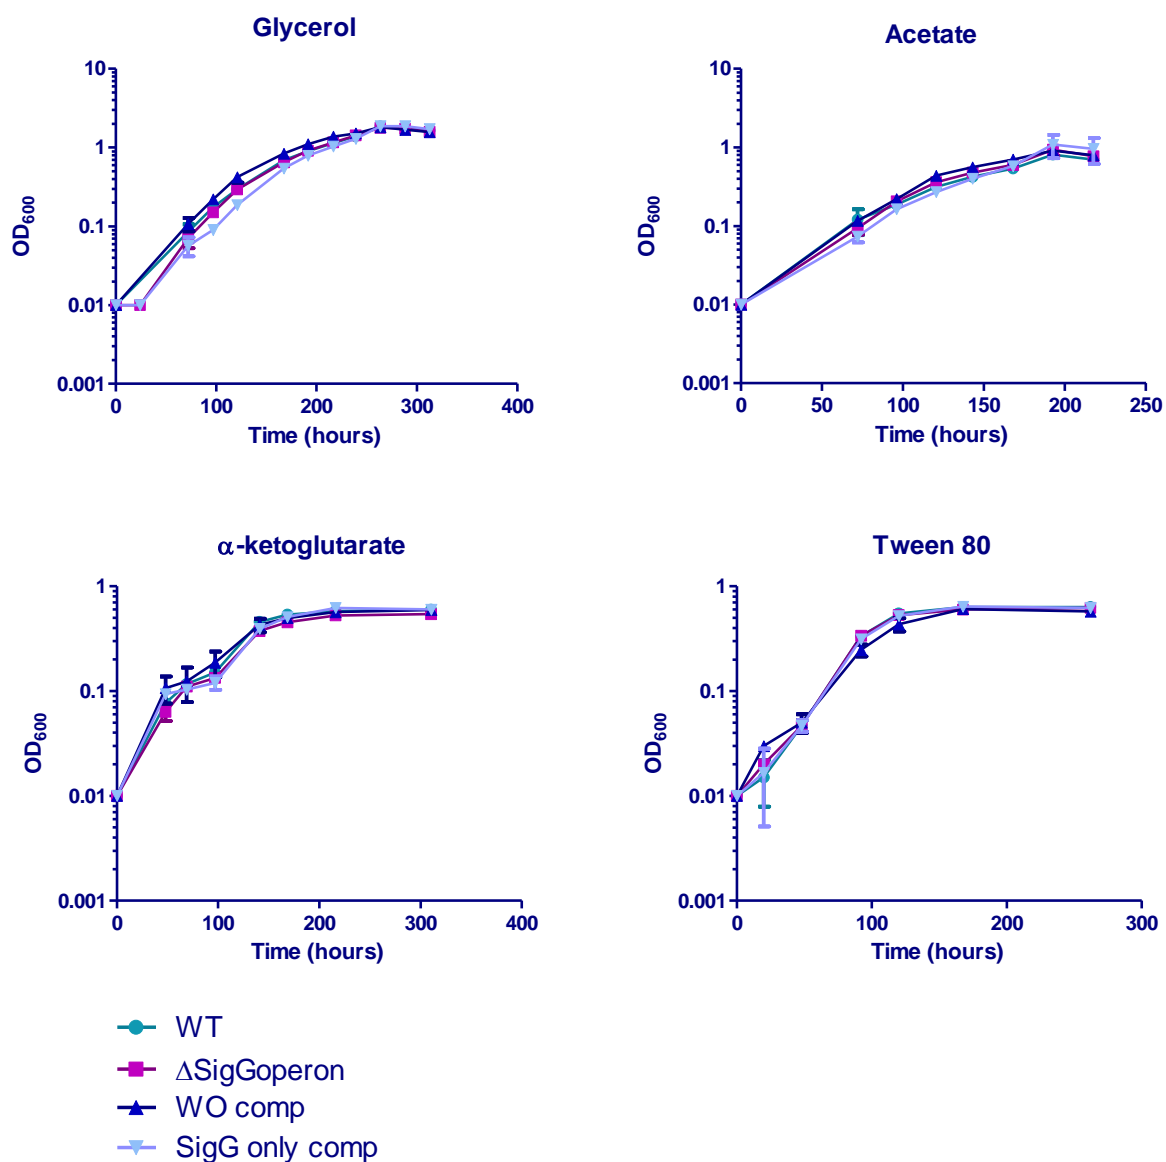 Glycerol
10
1
0.1
0.01
0.001
OD600
0 100 200 300 400
Time (hours)
Acetate
10
1
0.1
0.01
0.001
OD600
0 50 100 150 200 250
Time (hours)
α-ketoglutarate
1
0.1
0.01
0.001
OD600
0 100 200 300 400
Time (hours)
Tween 80
1
0.1
0.01
0.001
OD600
0 100 200 300
Time (hours)
WT
ΔSigGoperon
WO comp
SigG only comp